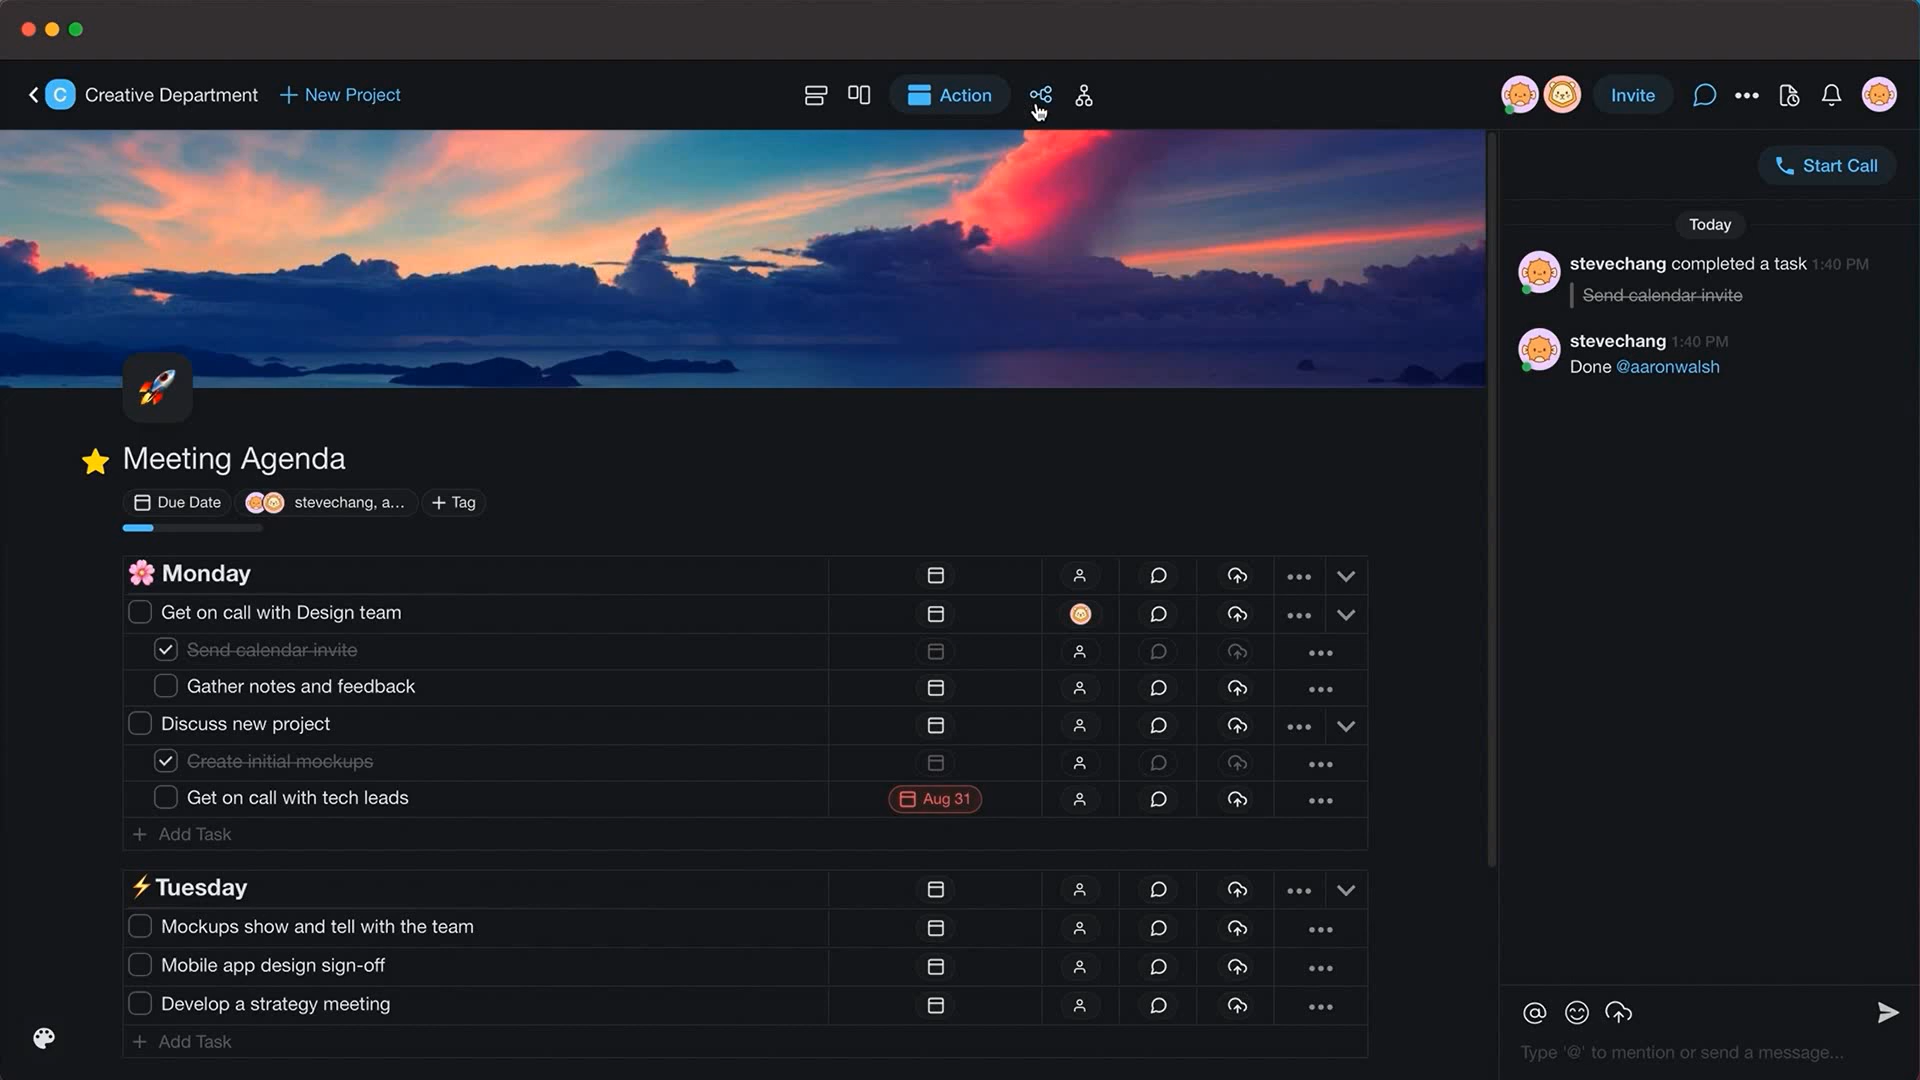 C Creative Department + New Project Action Invite
Start Call
Today
stevechang completed a task 1:40 PM
Send calendar invite
stevechang 1:40 PM
Done @aaronwalsh
Meeting Agenda
Due Date stevechang, a... + Tag
Monday
Get on call with Design team
Send calendar invite
Gather notes and feedback
Discuss new project
Create initial mockups
Get on call with tech leads Aug 31
+ Add Task
Tuesday
Mockups show and tell with the team
Mobile app design sign-off
Develop a strategy meeting
+ Add Task
Type '@' to mention or send a message...